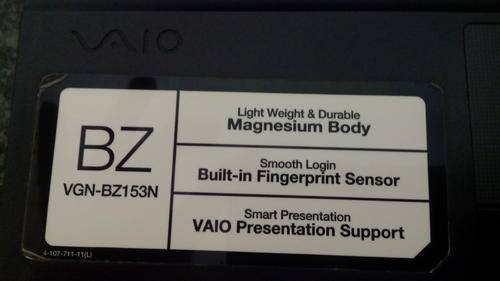 VAIO
BZ
VGN-BZ153N
Light Weight & Durable
Magnesium Body
Smooth Login
Built-in Fingerprint Sensor
Smart Presentation
VAIO Presentation Support
4-107-711-11(L)